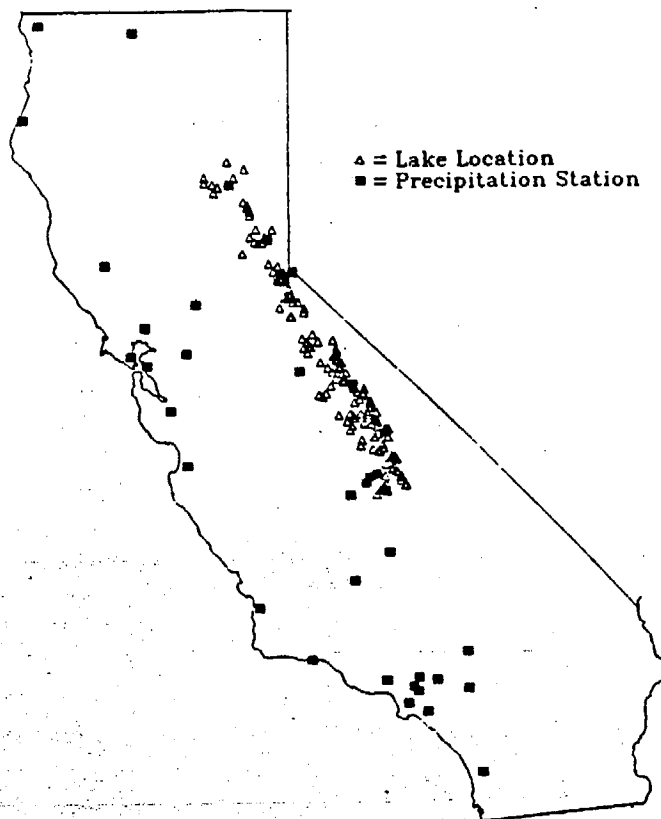 △ = Lake Location
■ = Precipitation Station